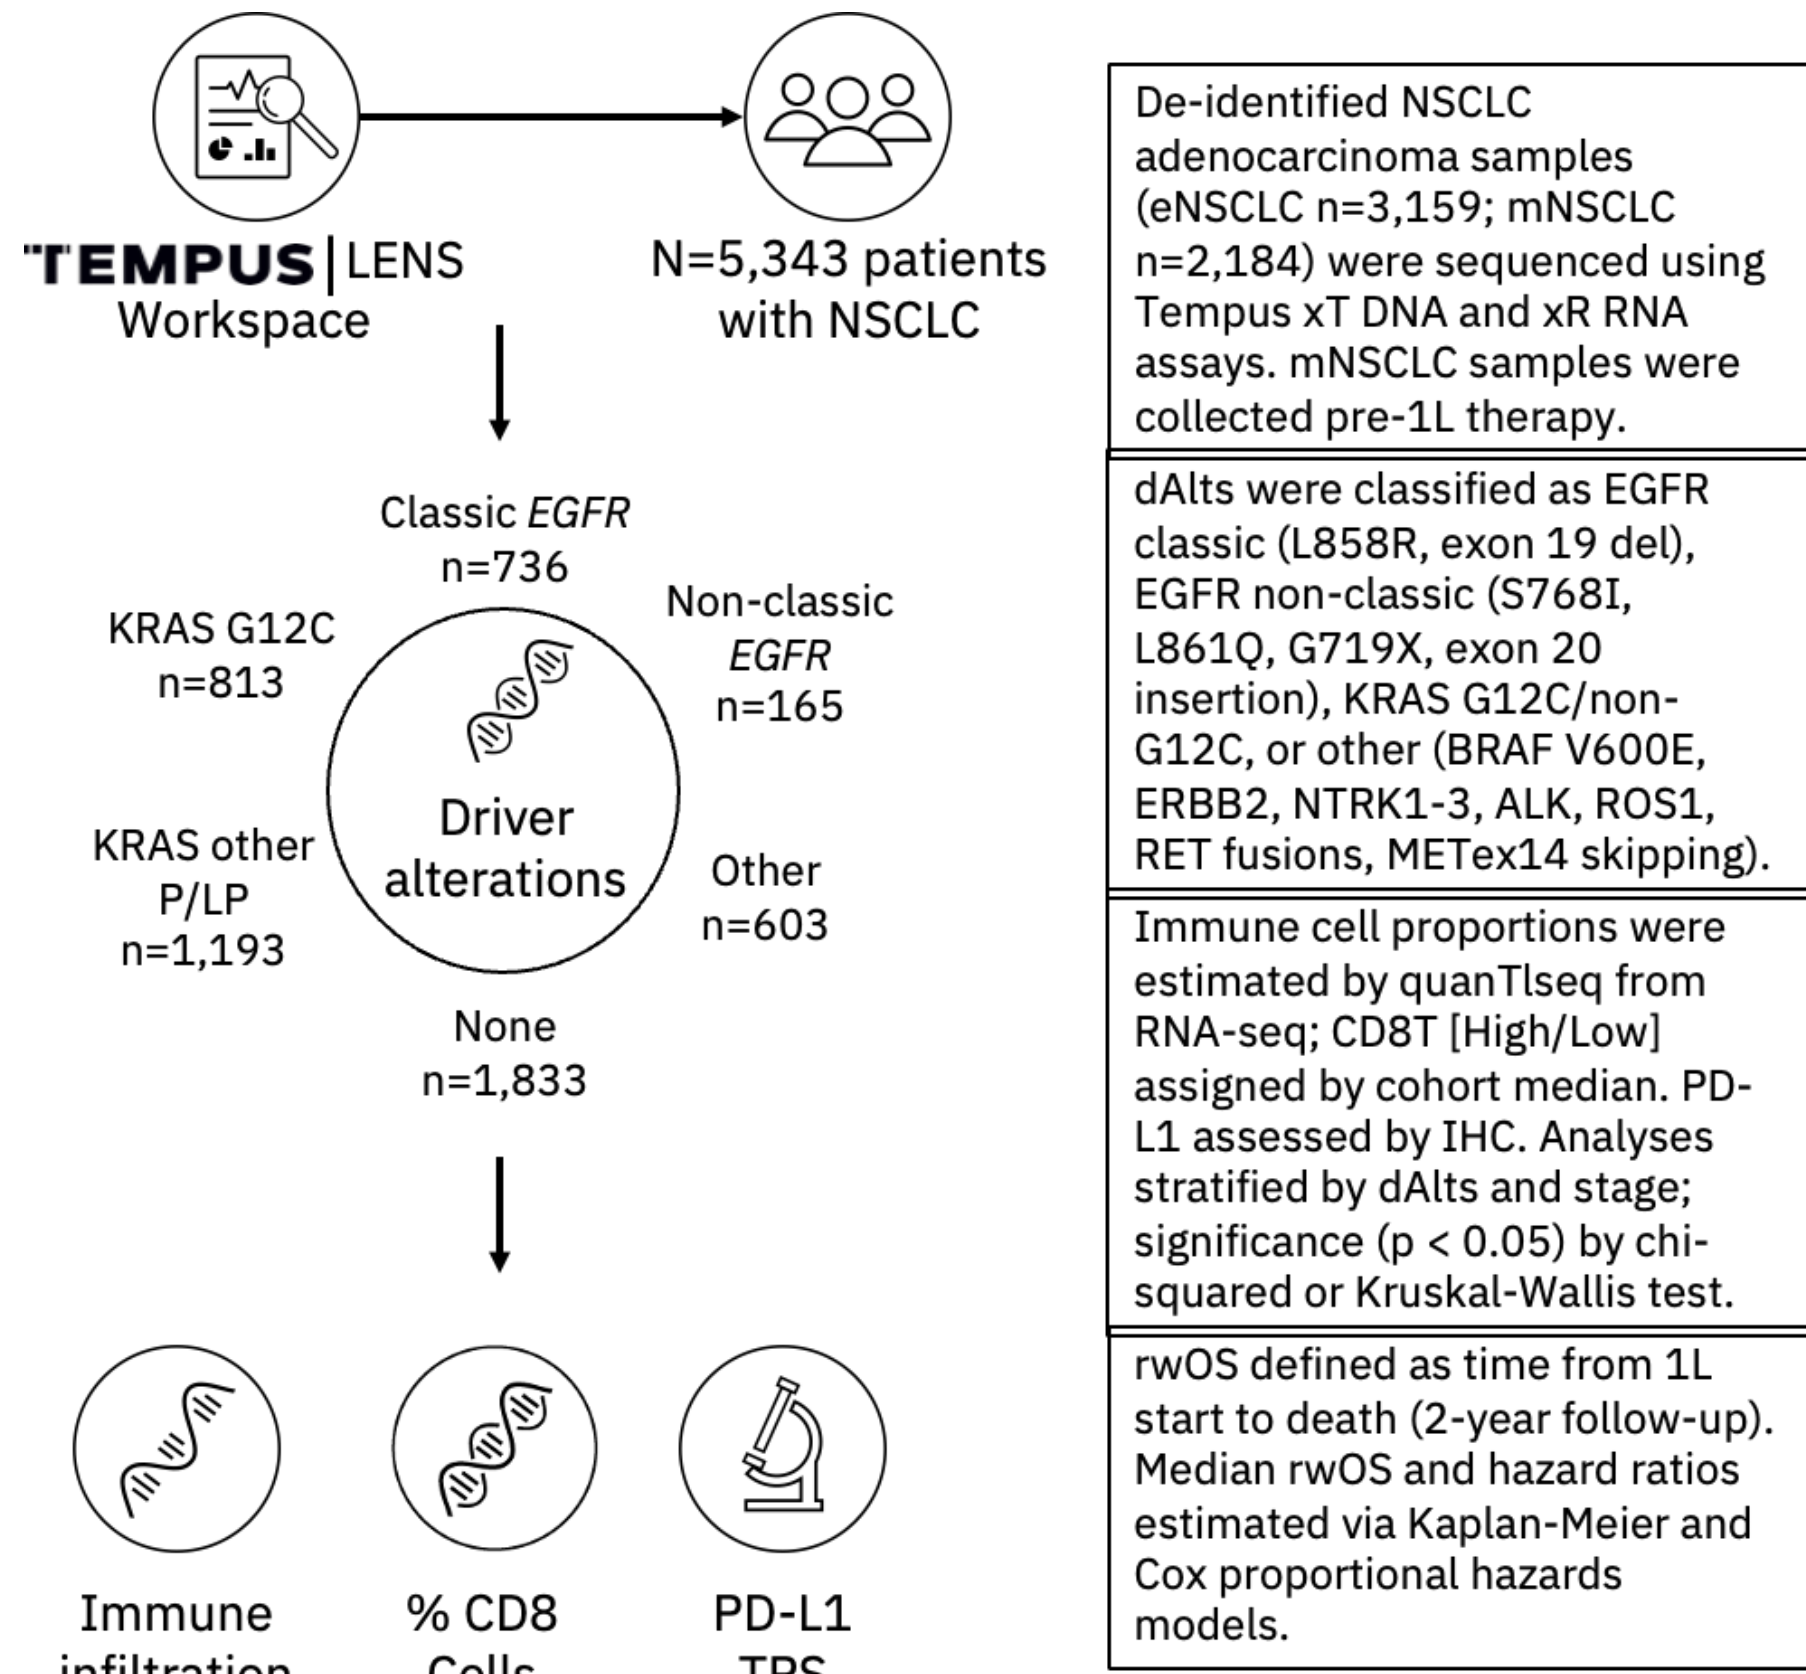 TEMPUS | LENS
Workspace
N=5,343 patients
with NSCLC
Classic EGFR
n=736
Non-classic
EGFR
n=165
KRAS G12C
n=813
Driver
alterations
KRAS other
P/LP
n=1,193
Other
n=603
None
n=1,833
Immune
infiltration
% CD8
Cells
PD-L1
TPS
De-identified NSCLC
adenocarcinoma samples
(eNSCLC n=3,159; mNSCLC
n=2,184) were sequenced using
Tempus xT DNA and xR RNA
assays. mNSCLC samples were
collected pre-1L therapy.
dAlts were classified as EGFR
classic (L858R, exon 19 del),
EGFR non-classic (S768I,
L861Q, G719X, exon 20
insertion), KRAS G12C/non-
G12C, or other (BRAF V600E,
ERBB2, NTRK1-3, ALK, ROS1,
RET fusions, METex14 skipping).
Immune cell proportions were
estimated by quanTlseq from
RNA-seq; CD8T [High/Low]
assigned by cohort median. PD-
L1 assessed by IHC. Analyses
stratified by dAlts and stage;
significance (p < 0.05) by chi-
squared or Kruskal-Wallis test.
rwOS defined as time from 1L
start to death (2-year follow-up).
Median rwOS and hazard ratios
estimated via Kaplan-Meier and
Cox proportional hazards
models.